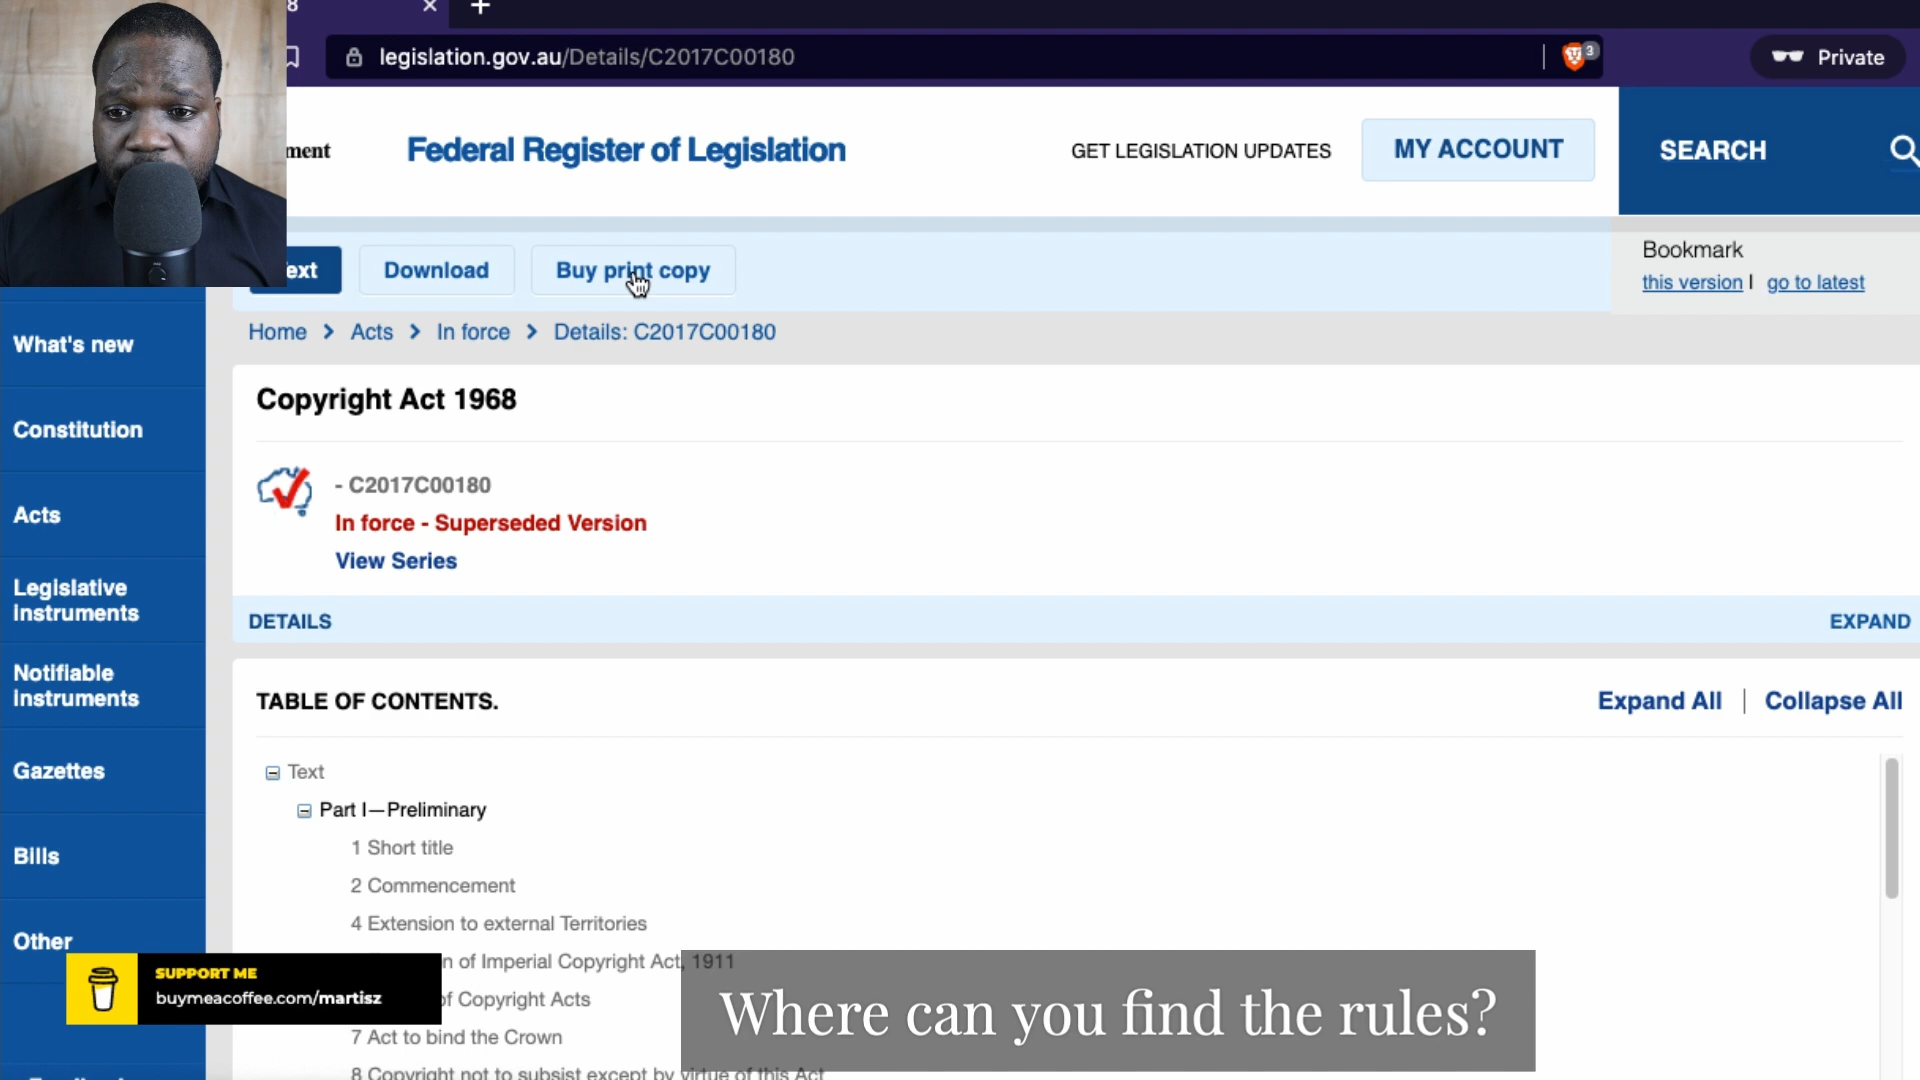 8
legislation.gov.au/Details/C2017C00180
3
Private
ment
Federal Register of Legislation
GET LEGISLATION UPDATES
MY ACCOUNT
SEARCH
ext
Download
Buy print copy
Bookmark
this version | go to latest
Home > Acts > In force > Details: C2017C00180
What's new
Constitution
Acts
Legislative
instruments
Notifiable
instruments
Gazettes
Bills
Other
Copyright Act 1968
- C2017C00180
In force - Superseded Version
View Series
DETAILS
EXPAND
TABLE OF CONTENTS.
Expand All | Collapse All
Text
Part I—Preliminary
1 Short title
2 Commencement
4 Extension to external Territories
n of Imperial Copyright Act, 1911
of Copyright Acts
7 Act to bind the Crown
8 Copyright not to subsist except by virtue of this Act
SUPPORT ME
buymeacoffee.com/martisz
Where can you find the rules?